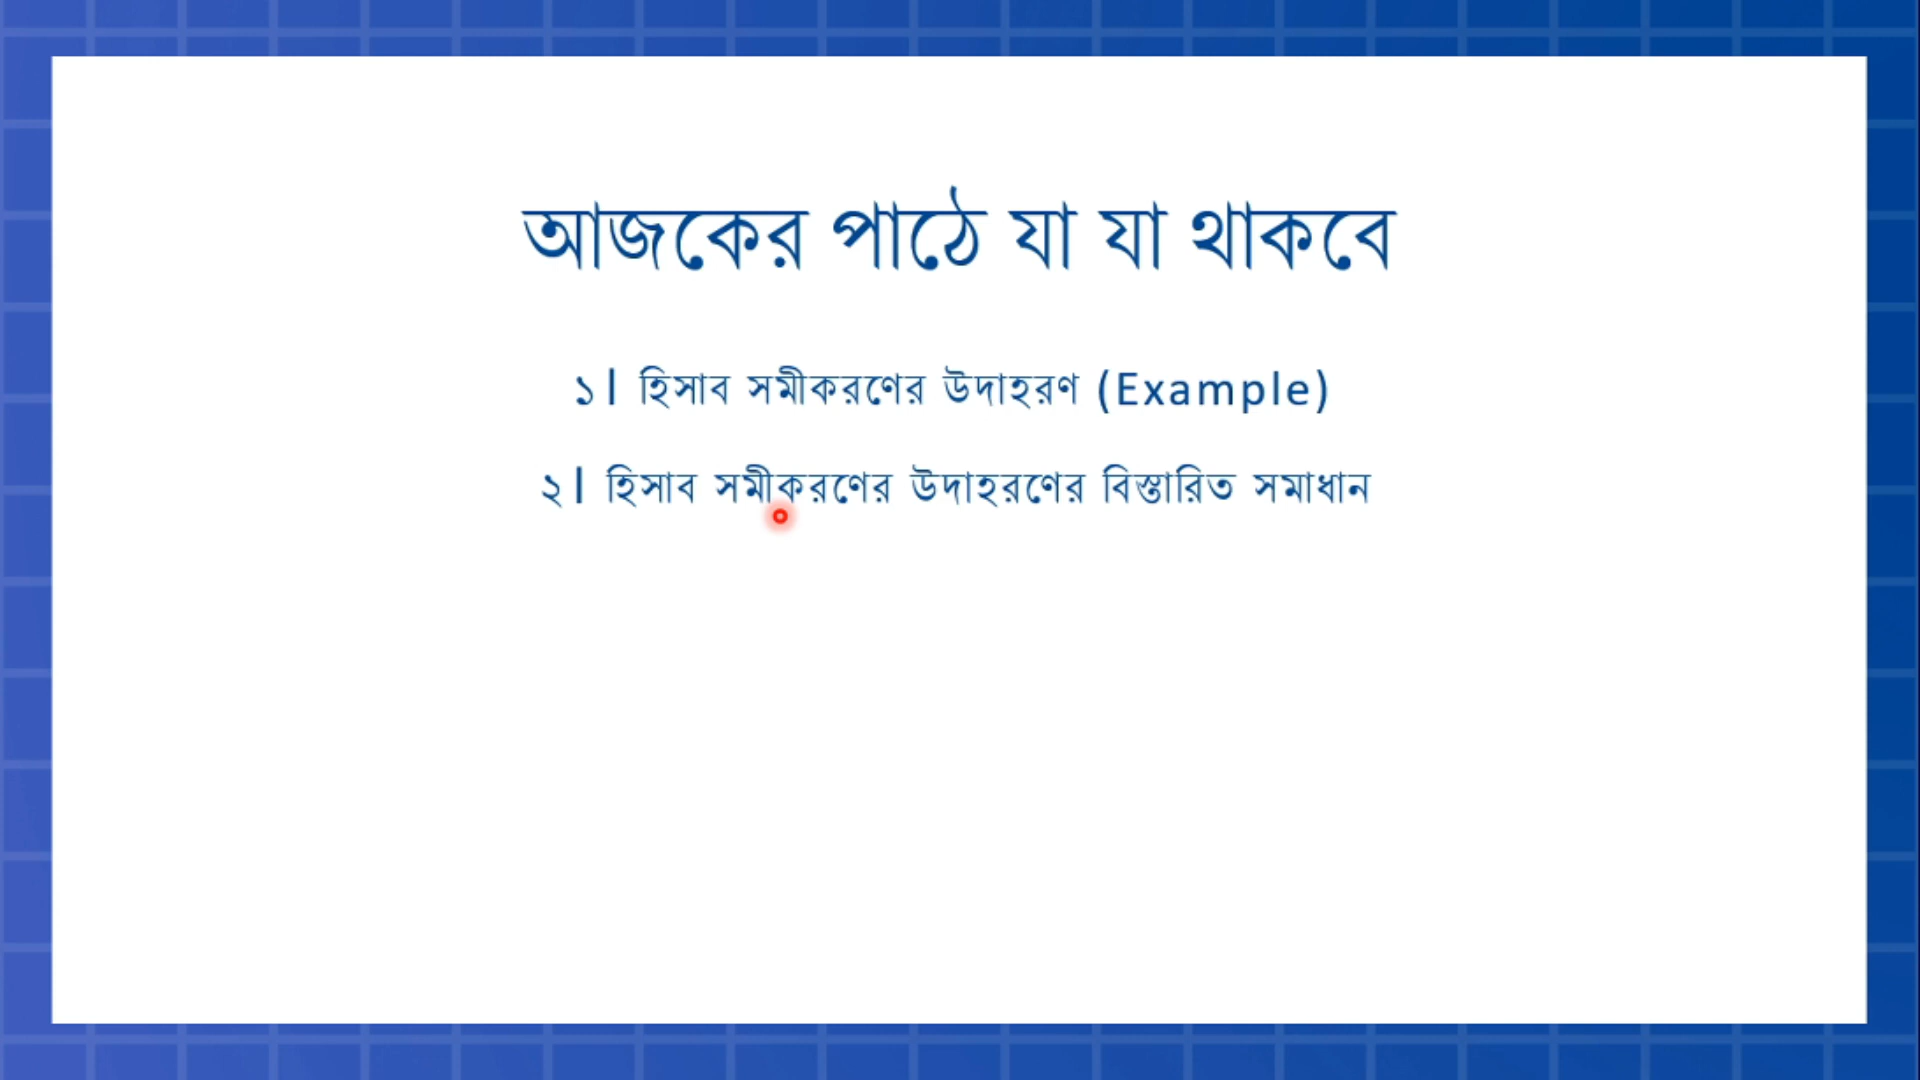 আজকের পাঠে যা যা থাকবে
১। হিসাব সমীকরণের উদাহরণ (Example)
২। হিসাব সমীকরণের উদাহরণের বিস্তারিত সমাধান